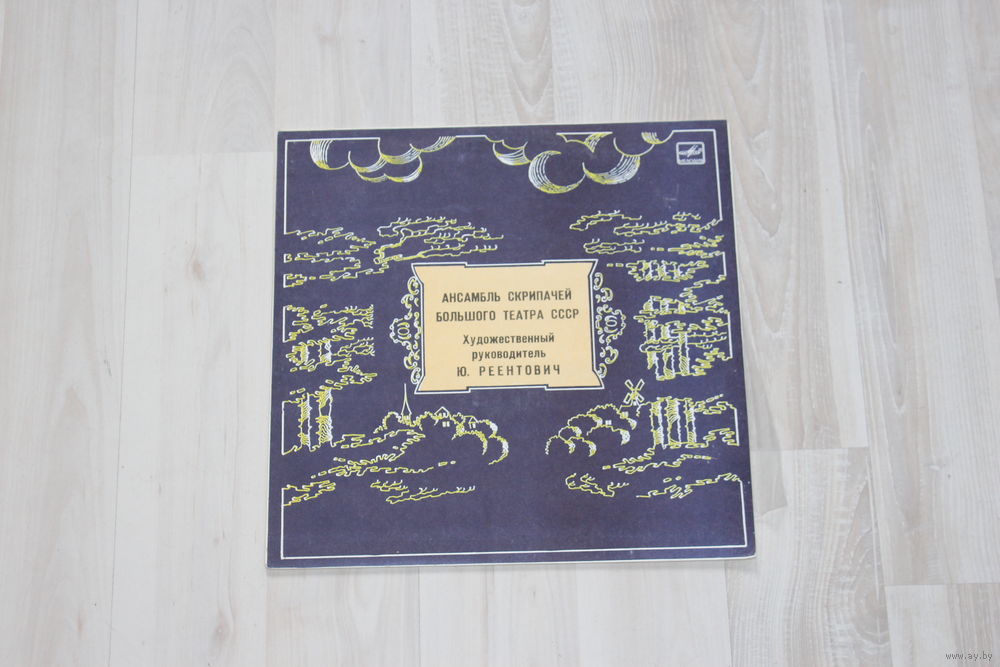 АНСАМБЛЬ СКРИПАЧЕЙ
БОЛЬШОГО ТЕАТРА СССР
Художественный
руководитель
Ю. РЕЕНТОВИЧ
www.ay.by